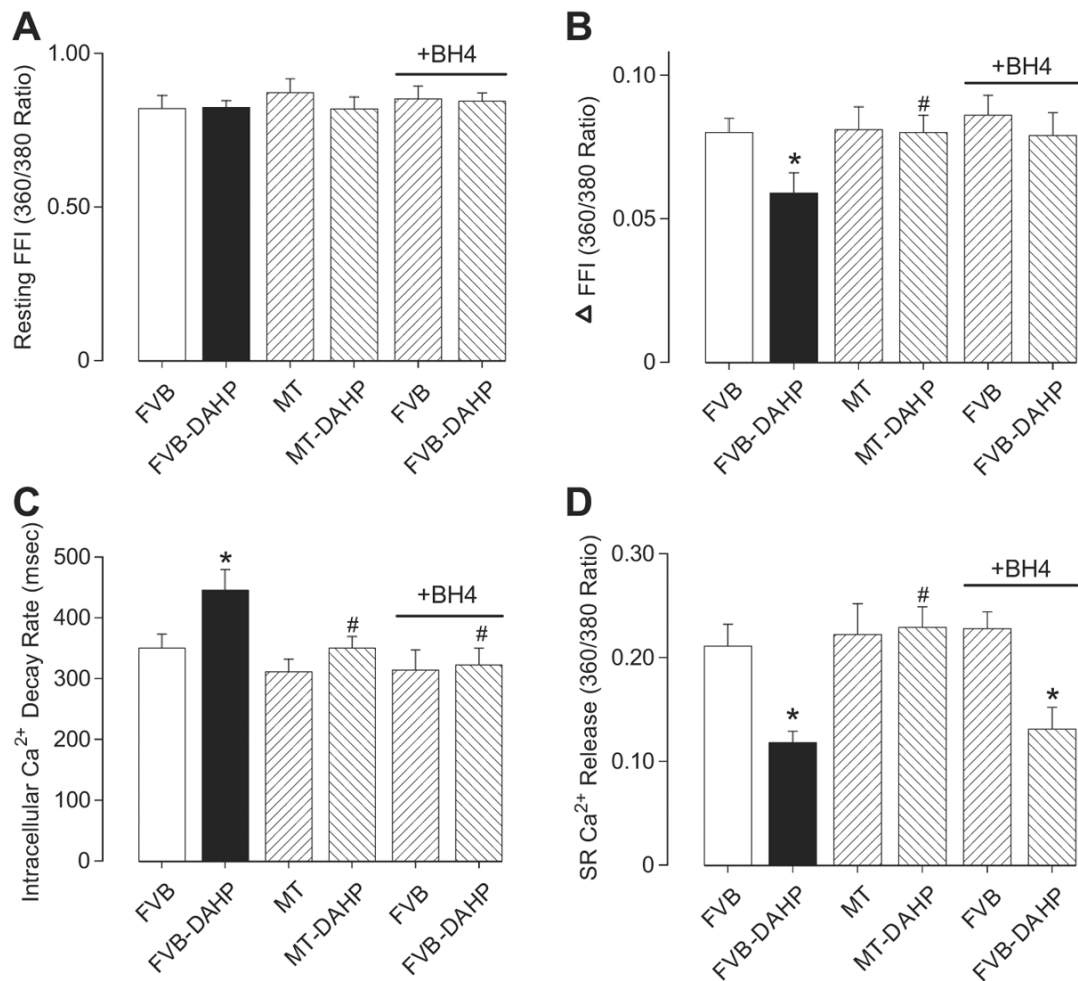 A
Resting FFI (360/380 Ratio)
1.00
0.50
0
+BH4
FVB
FVB-DAHP
MT
MT-DAHP
FVB
FVB-DAHP
B
Δ FFI (360/380 Ratio)
0.10
0.05
0
*
#
+BH4
FVB
FVB-DAHP
MT
MT-DAHP
FVB
FVB-DAHP
C
Intracellular Ca²⁺ Decay Rate (msec)
500
400
300
200
100
0
*
#
+BH4
#
FVB
FVB-DAHP
MT
MT-DAHP
FVB
FVB-DAHP
D
SR Ca²⁺ Release (360/380 Ratio)
0.30
0.20
0.10
0
*
#
+BH4
*
FVB
FVB-DAHP
MT
MT-DAHP
FVB
FVB-DAHP